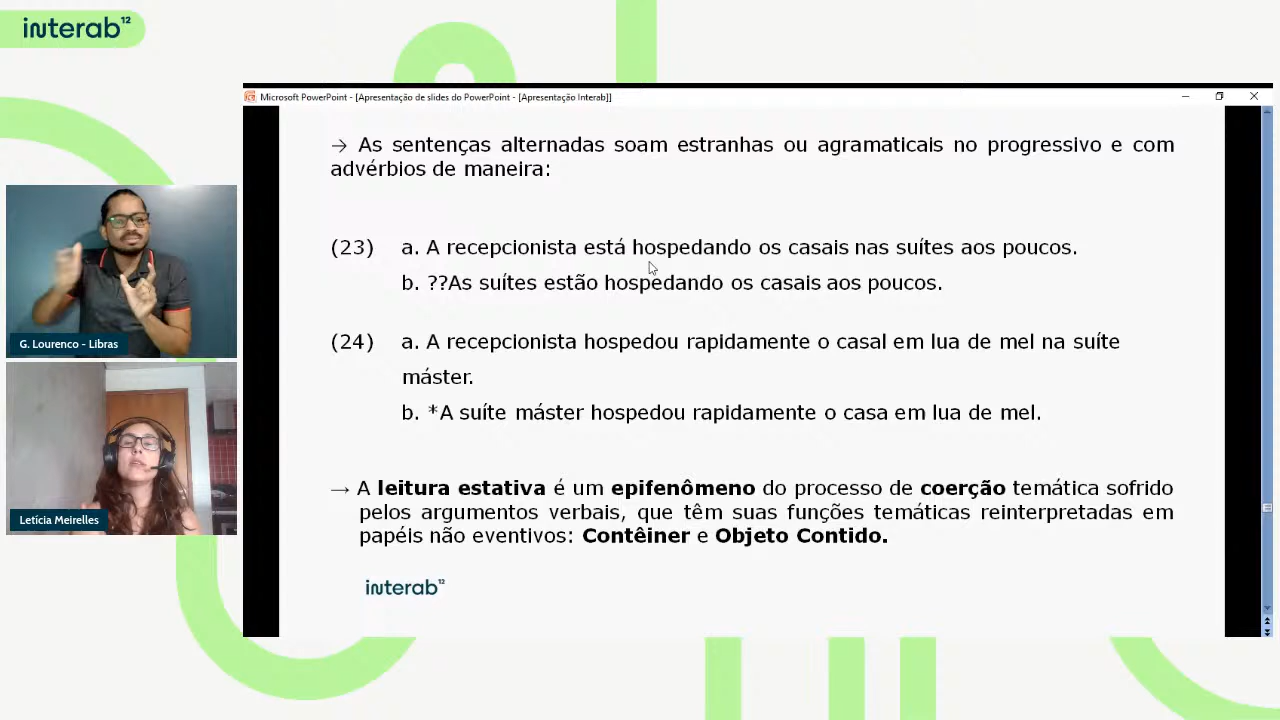 interab12
Microsoft PowerPoint - [Apresentação de slides do PowerPoint - [Apresentação Interab]]
→ As sentenças alternadas soam estranhas ou agramaticais no progressivo e com
advérbios de maneira:
(23) a. A recepcionista está hospedando os casais nas suítes aos poucos.
b. ??As suítes estão hospedando os casais aos poucos.
(24) a. A recepcionista hospedou rapidamente o casal em lua de mel na suíte
máster.
b. *A suíte máster hospedou rapidamente o casa em lua de mel.
→ A leitura estativa é um epifenômeno do processo de coerção temática sofrido
pelos argumentos verbais, que têm suas funções temáticas reinterpretadas em
papéis não eventivos: Contêiner e Objeto Contido.
interab12
G. Lourenco - Libras
Letícia Meirelles